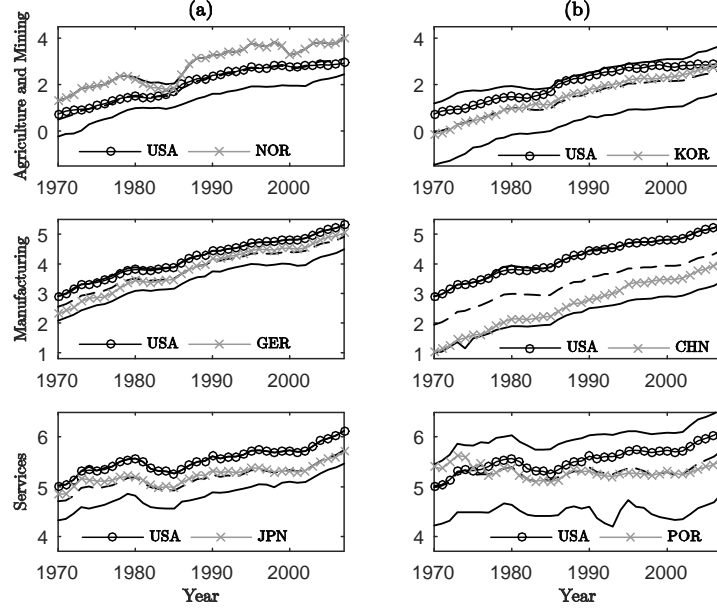 (a)
(b)
Agriculture and Mining
4
2
0
USA NOR
1970 1980 1990 2000
4
2
0
USA KOR
1970 1980 1990 2000
Manufacturing
5
4
3
2
1
USA GER
1970 1980 1990 2000
5
4
3
2
1
USA CHN
1970 1980 1990 2000
Services
6
5
4
USA JPN
1970 1980 1990 2000
Year
6
5
4
USA POR
1970 1980 1990 2000
Year